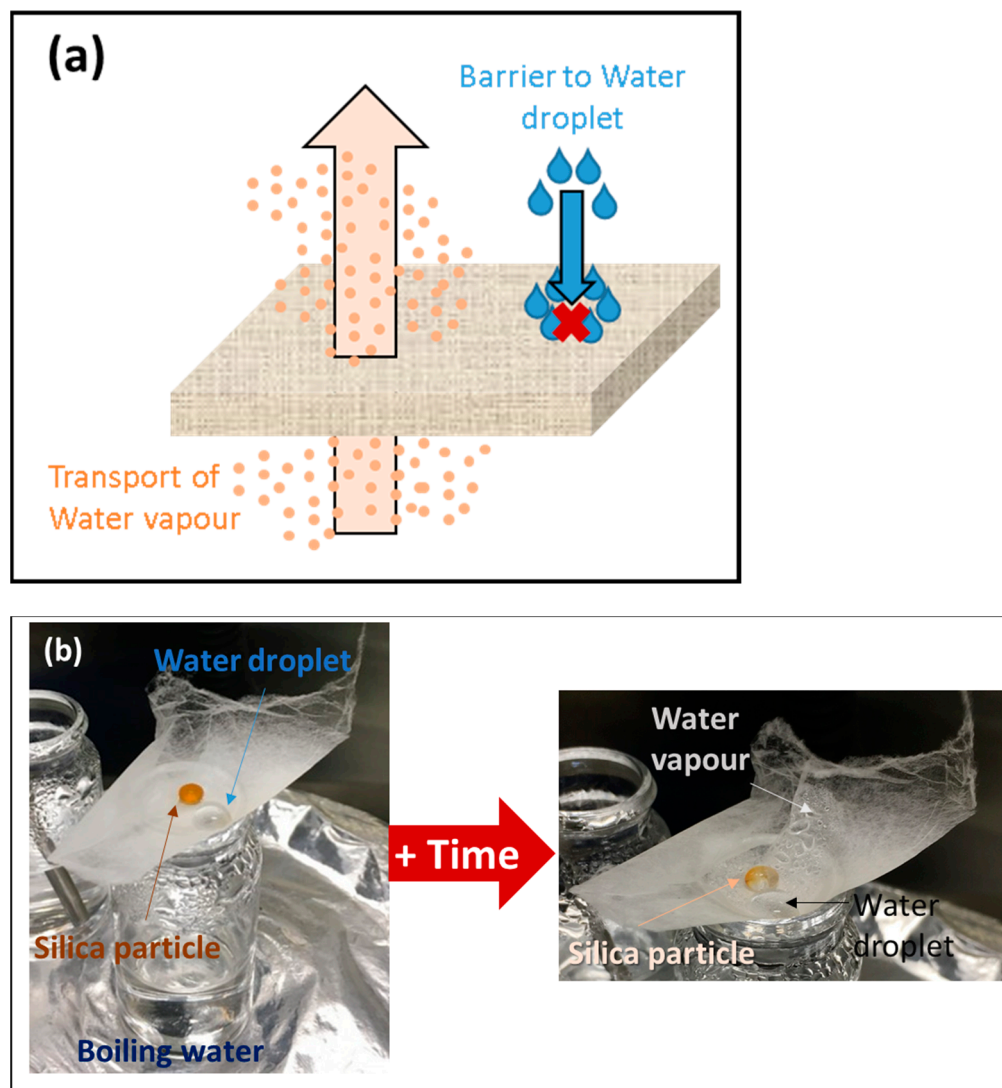 (a)
Barrier to Water
droplet
Transport of
Water vapour
(b)
Water droplet
Silica particle
Boiling water
+ Time
Water
vapour
Silica particle
Water
droplet